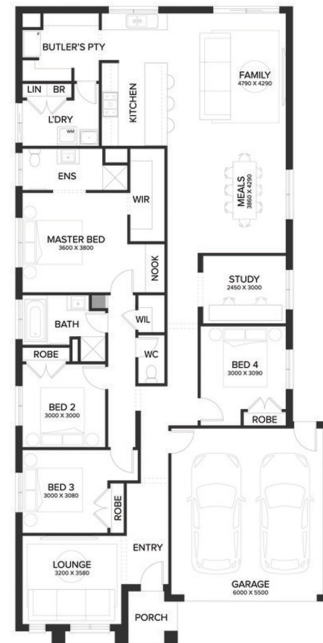 BUTLER'S PTY
FAMILY
4790 X 4290
KITCHEN
LIN
BR
L'DRY
WM
ENS
WIR
MEALS
3860 X 4290
MASTER BED
3600 X 3800
NOOK
STUDY
2450 X 3000
BATH
WIL
ROBE
WC
BED 4
3000 X 3090
ROBE
BED 2
3000 X 3000
BED 3
3000 X 3080
ROBE
LOUNGE
3200 X 3580
ENTRY
GARAGE
6000 X 5500
PORCH